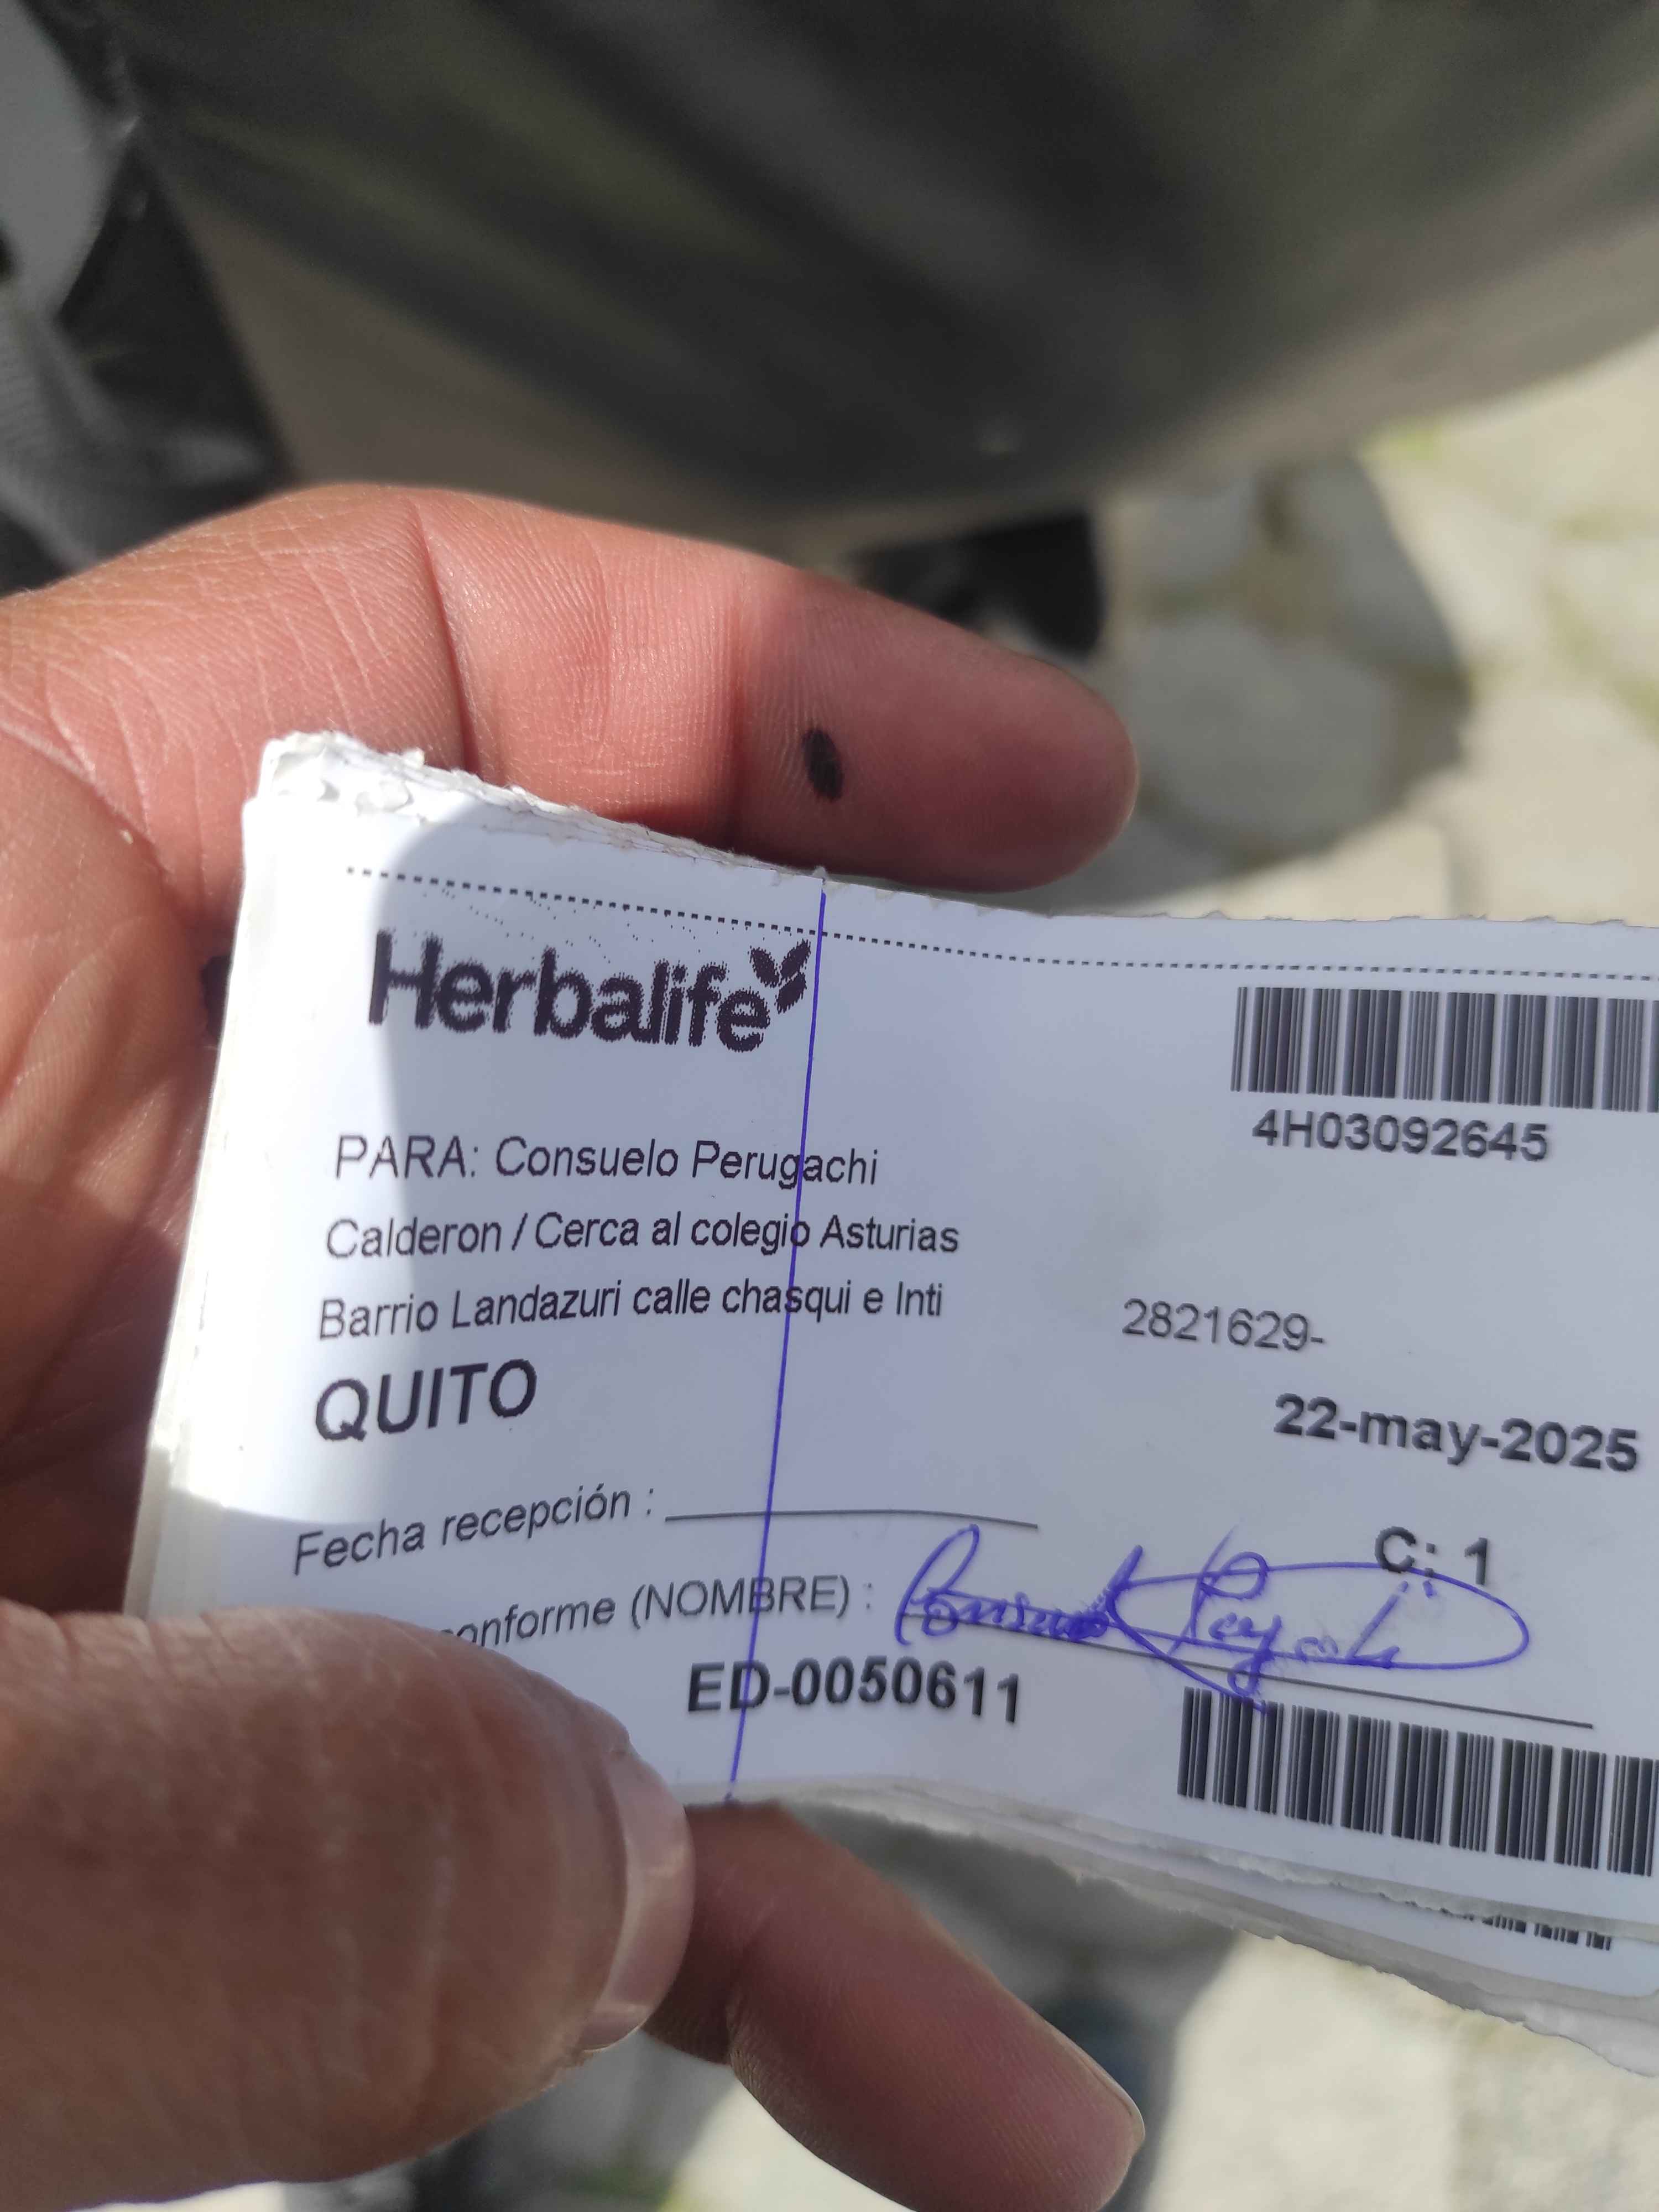 Herbalife
4H03092645
PARA: Consuelo Perugachi
Calderon / Cerca al colegio Asturias
Barrio Landazuri calle chasqui e Inti
2821629-
QUITO
22-may-2025
Fecha recepción :
C: 1
onforme (NOMBRE) :
ED-0050611